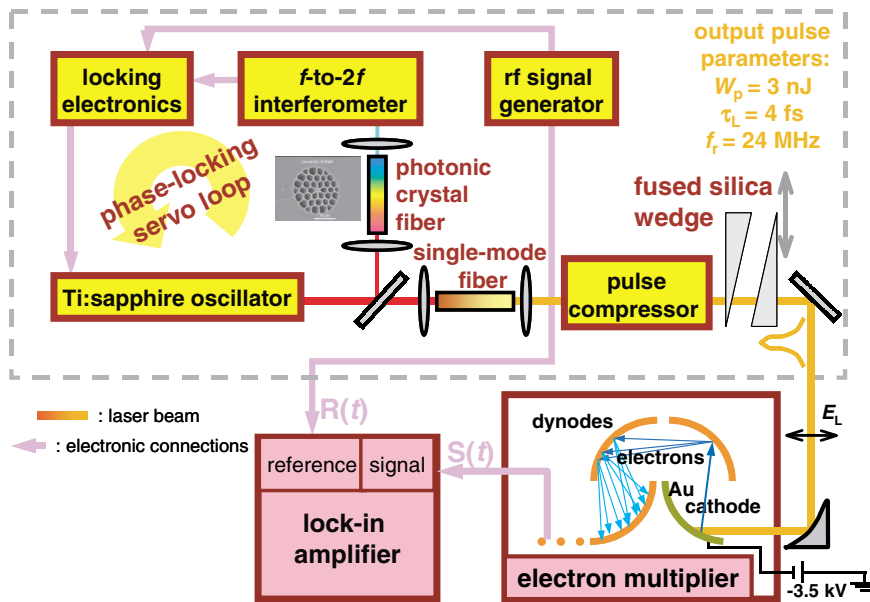 locking
electronics
f-to-2f
interferometer
rf signal
generator
output pulse
parameters:
Wp = 3 nJ
τL = 4 fs
fr = 24 MHz
phase-locking
servo loop
photonic
crystal
fiber
fused silica
wedge
single-mode
fiber
Ti:sapphire oscillator
pulse
compressor
: laser beam
: electronic connections
R(t)
S(t)
reference
signal
lock-in
amplifier
dynodes
electrons
Au
cathode
EL
electron multiplier
-3.5 kV